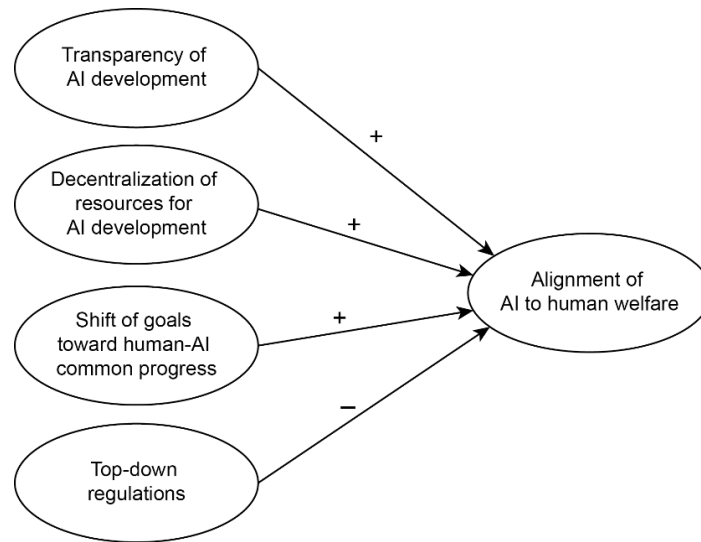 Transparency of
AI development
+
Decentralization of
resources for
AI development
+
Shift of goals
toward human-AI
common progress
+
Top-down
regulations
−
Alignment of
AI to human welfare